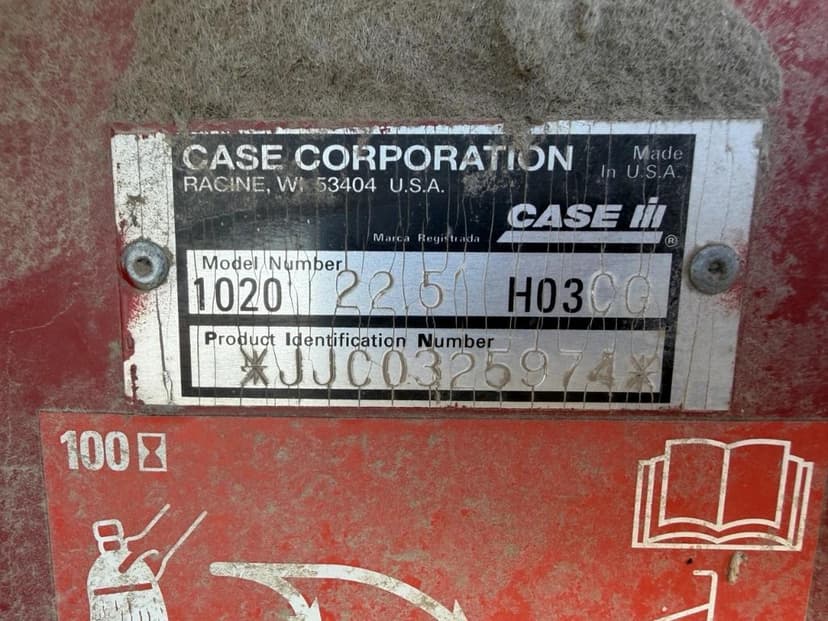 CASE CORPORATION
Made
In U.S.A.
RACINE, WI 53404 U.S.A.
CASE IH
Marca Registrada ®
Model Number
1020 22.5' H03CG
Product Identification Number
*JJC0325974*
100